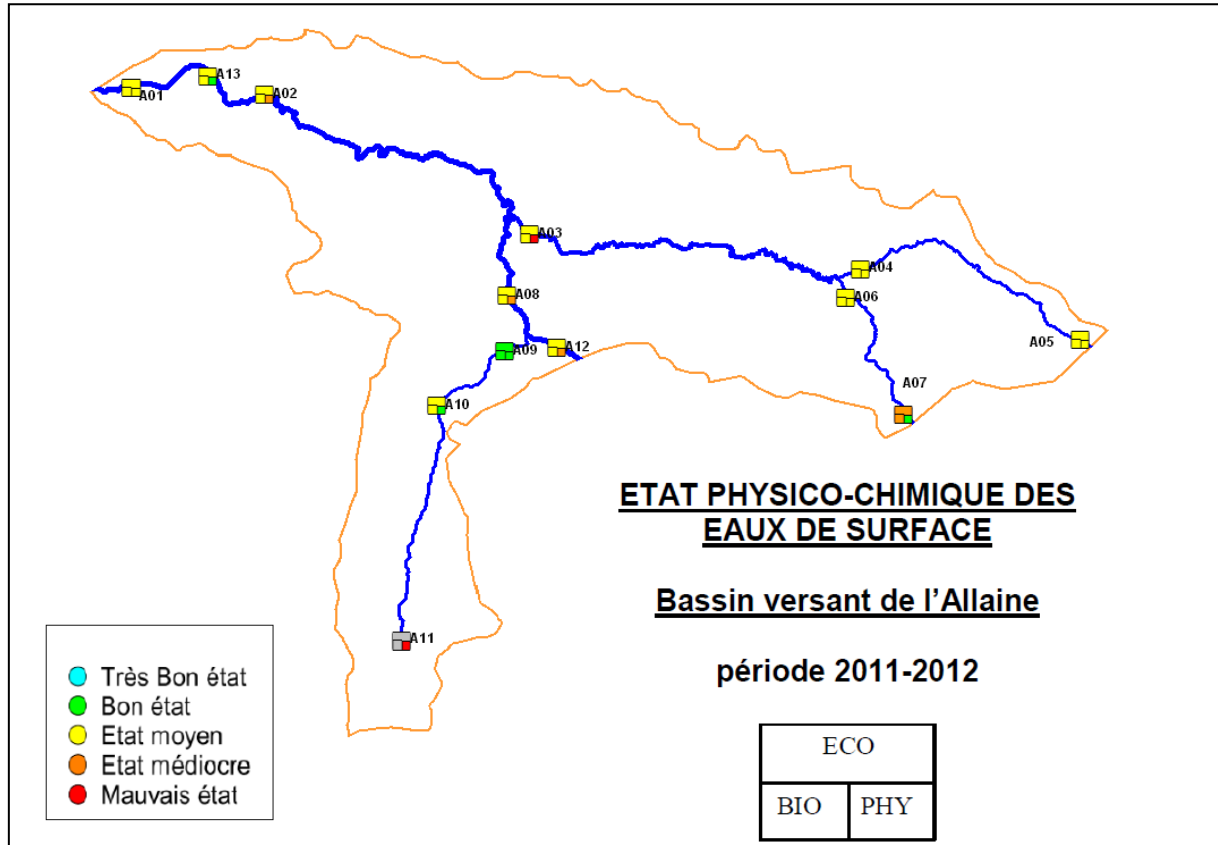 A13
A01
A02
A03
A04
A06
A08
A05
A09
A12
A07
A10
ETAT PHYSICO-CHIMIQUE DES
EAUX DE SURFACE
Bassin versant de l'Allaine
A11
période 2011-2012
Très Bon état
Bon état
Etat moyen
Etat médiocre
Mauvais état
ECO
BIO PHY